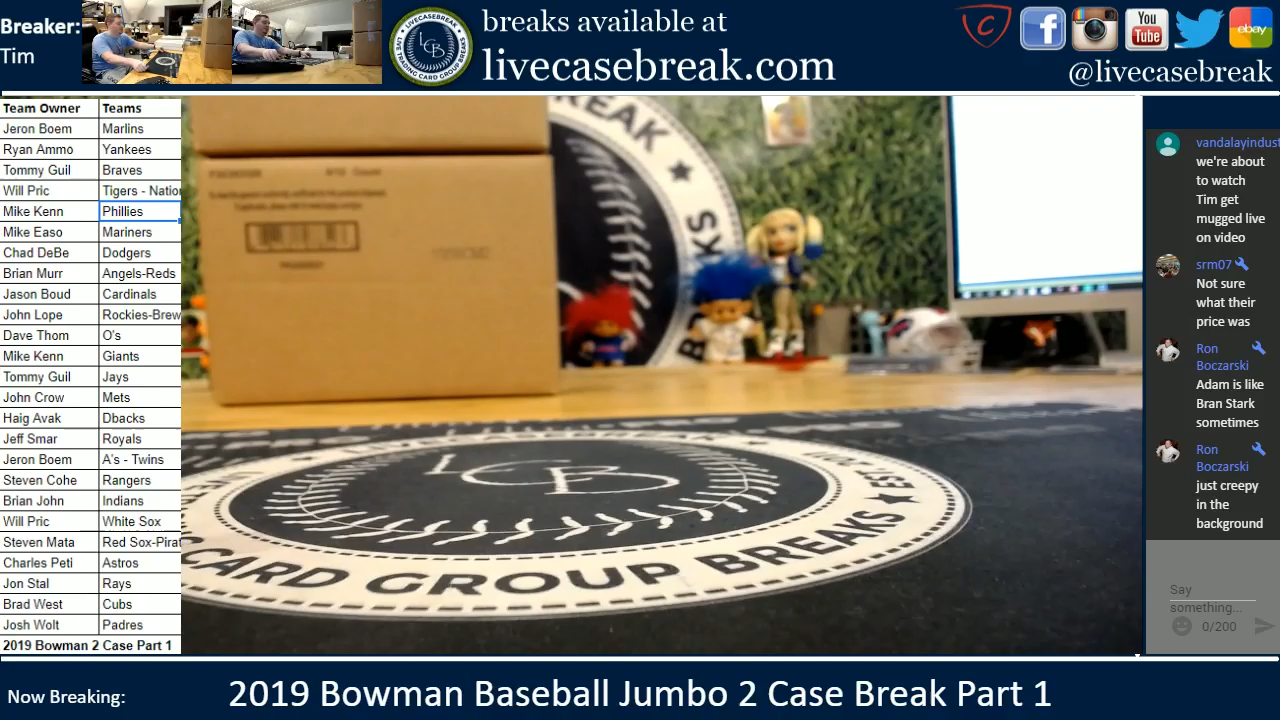 Breaker:
Tim
breaks available at
livecasebreak.com
LCB
You
Tube
ebay
@livecasebreak
Team Owner Teams
Jeron Boem Marlins
Ryan Ammo Yankees
Tommy Guil Braves
Will Pric Tigers - Nation
Mike Kenn Phillies
Mike Easo Mariners
Chad DeBe Dodgers
Brian Murr Angels-Reds
Jason Boud Cardinals
John Lope Rockies-Brew
Dave Thom O's
Mike Kenn Giants
Tommy Guil Jays
John Crow Mets
Haig Avak Dbacks
Jeff Smar Royals
Jeron Boem A's - Twins
Steven Cohe Rangers
Brian John Indians
Will Pric White Sox
Steven Mata Red Sox-Pirat
Charles Peti Astros
Jon Stal Rays
Brad West Cubs
Josh Wolt Padres
2019 Bowman 2 Case Part 1
LCB
CARD GROUP BREAKS
EST
vandalayindust
we're about
to watch
Tim get
mugged live
on video
srm07
Not sure
what their
price was
Ron
Boczarski
Adam is like
Bran Stark
sometimes
Ron
Boczarski
just creepy
in the
background
Say
something...
0/200
Now Breaking:
2019 Bowman Baseball Jumbo 2 Case Break Part 1